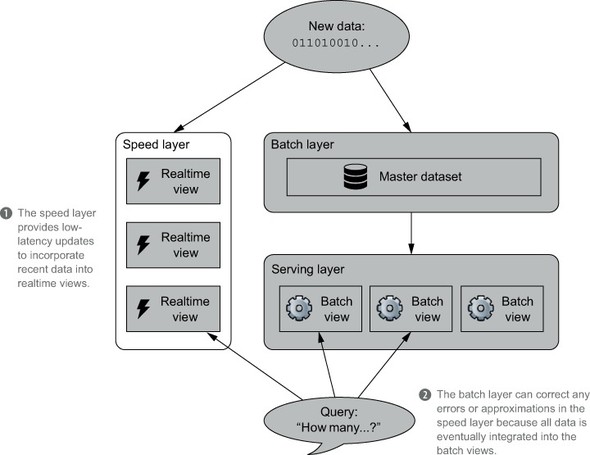 New data:
011010010...
Speed layer
Realtime
view
Realtime
view
Realtime
view
Batch layer
Master dataset
Serving layer
Batch
view
Batch
view
Batch
view
1 The speed layer
provides low-
latency updates
to incorporate
recent data into
realtime views.
Query:
“How many...?”
2 The batch layer can correct any
errors or approximations in the
speed layer because all data is
eventually integrated into the
batch views.